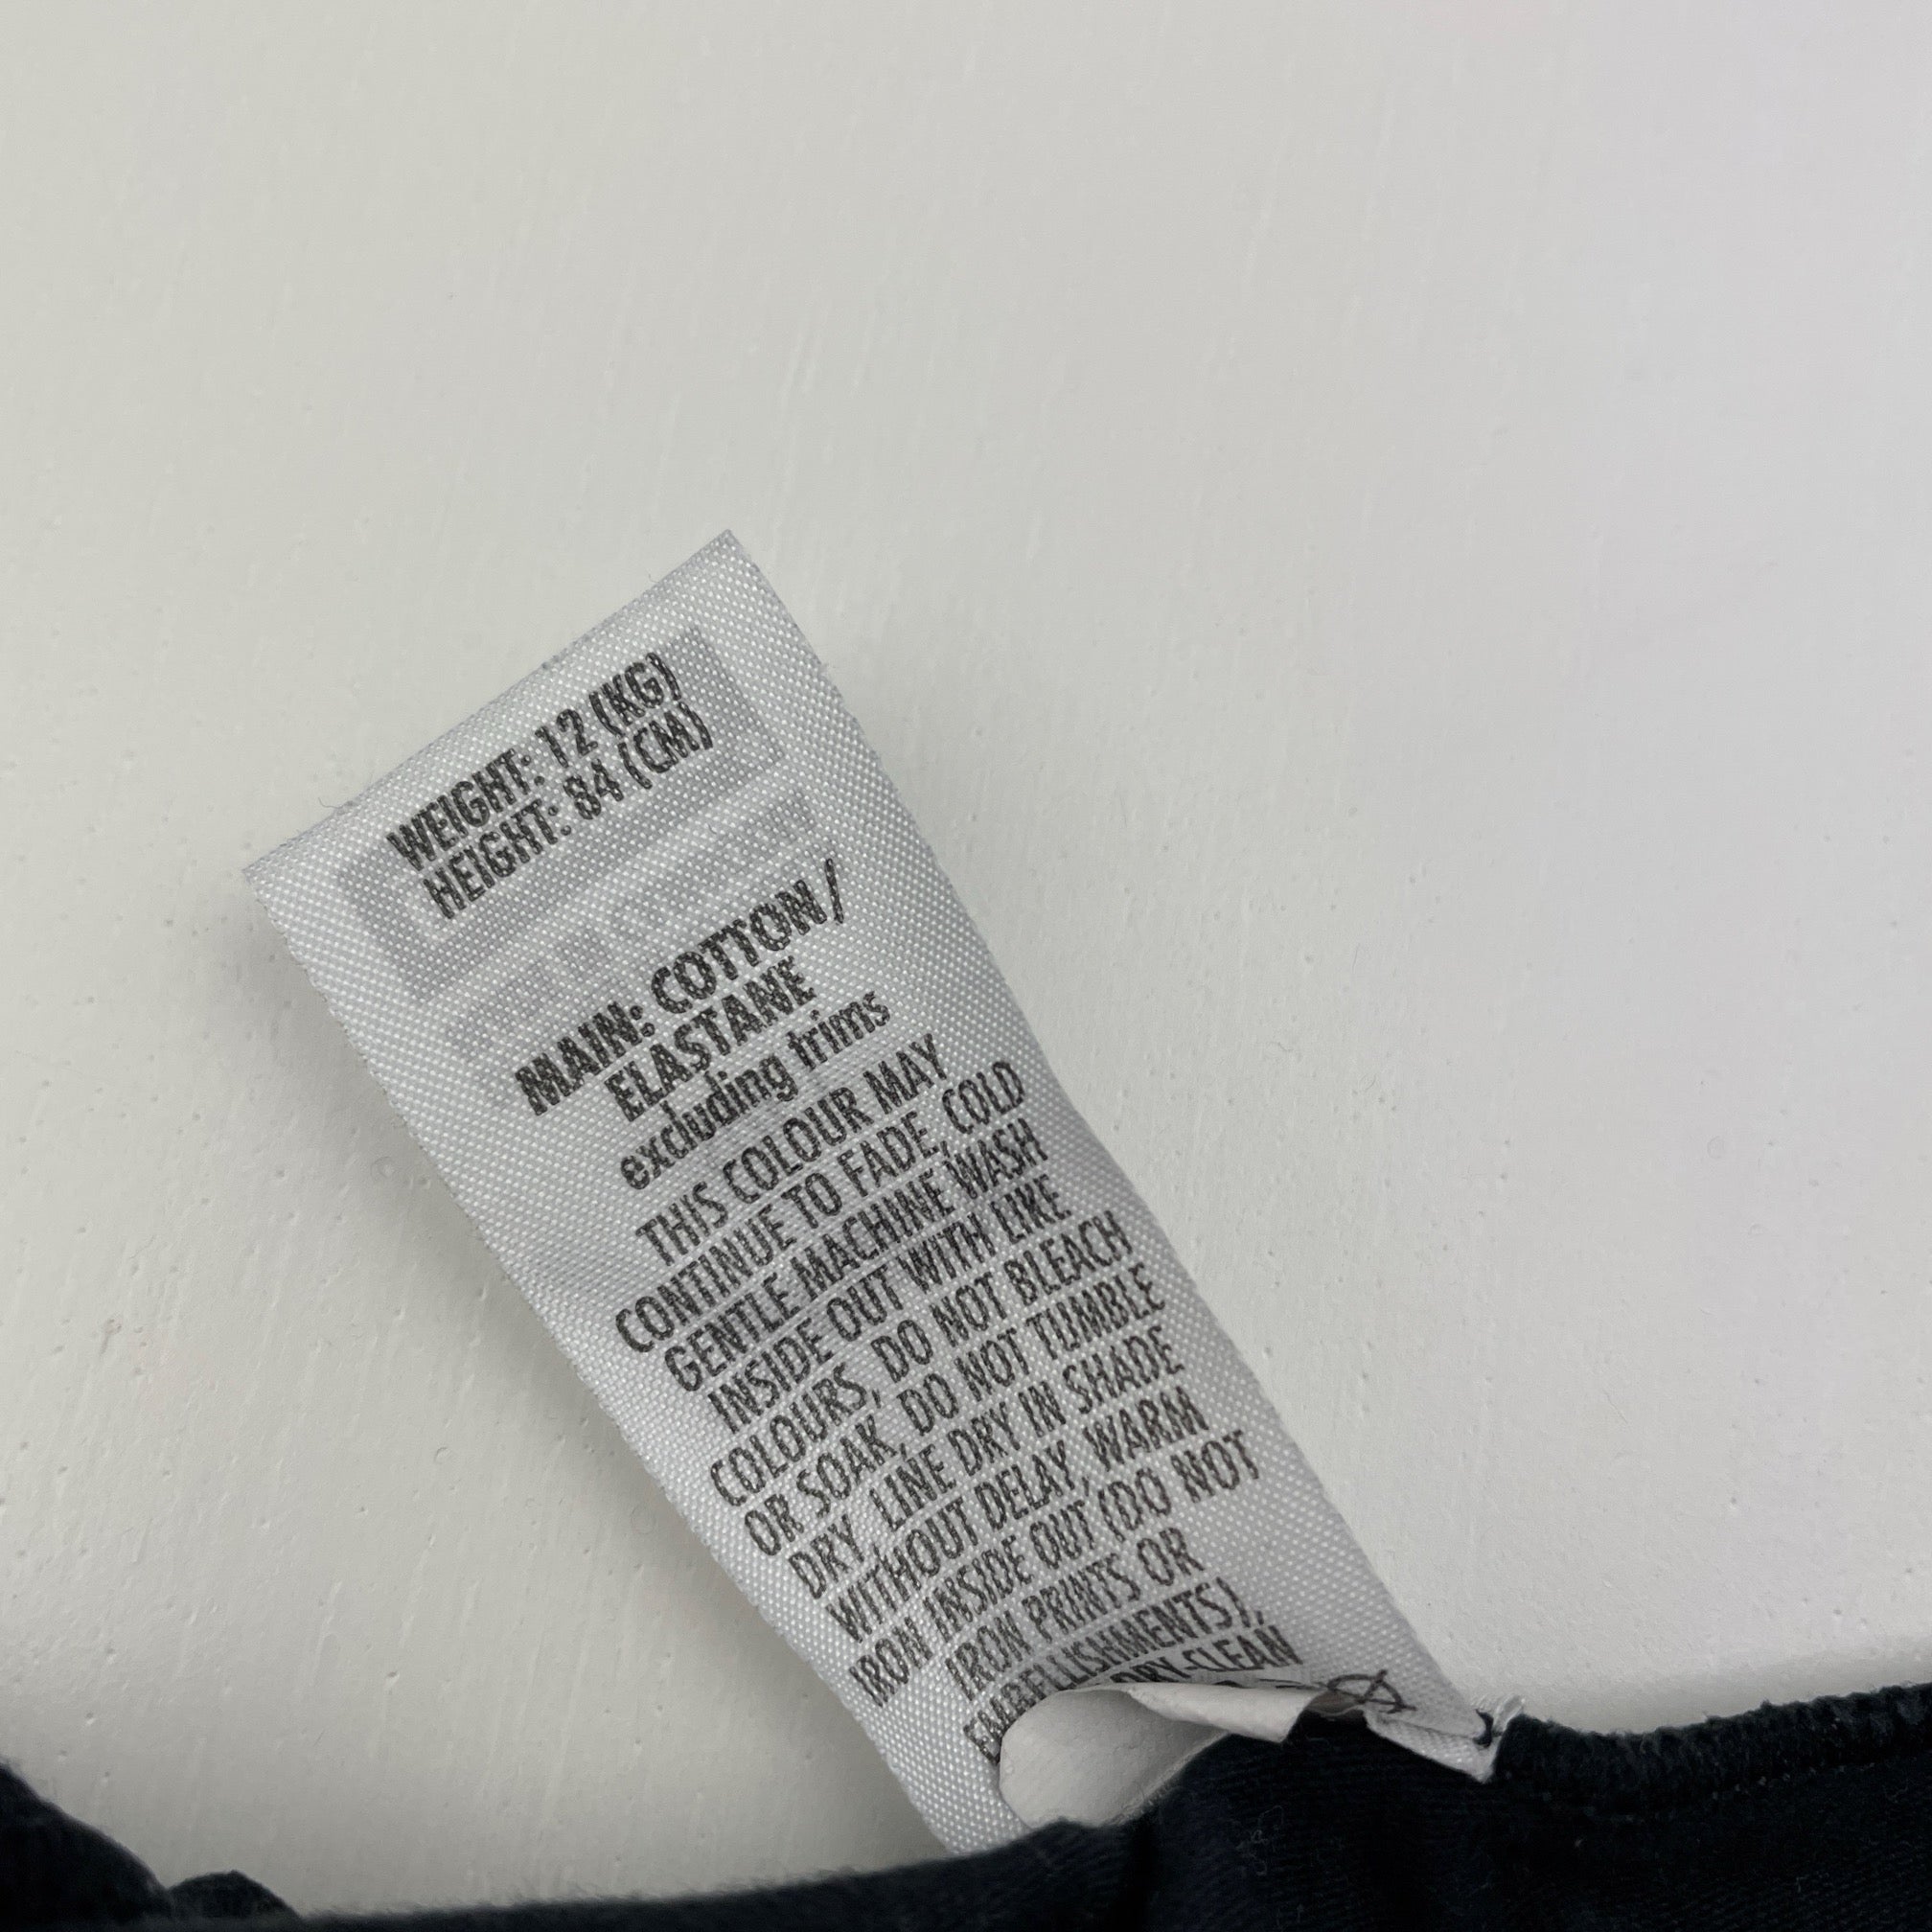 WEIGHT: 12 (KG)
HEIGHT: 84 (CM)
MAIN: COTTON/
ELASTANE
excluding trims
THIS COLOUR MAY
CONTINUE TO FADE, COLD
GENTLE MACHINE WASH
INSIDE OUT WITH LIKE
COLOURS, DO NOT BLEACH
OR SOAK, DO NOT TUMBLE
DRY, LINE DRY IN SHADE
WITHOUT DELAY, WARM
IRON INSIDE OUT (DO NOT
IRON PRINTS OR
EMBELLISHMENTS),
DRY-CLEAN